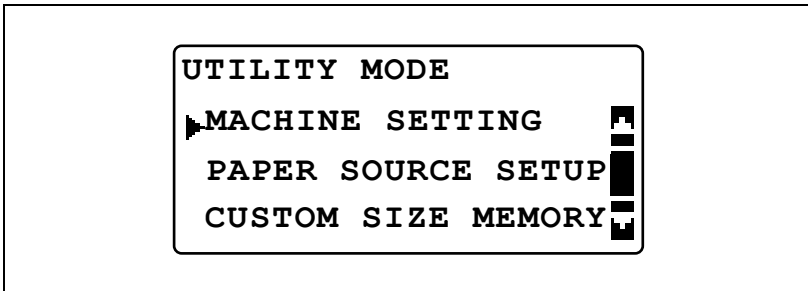 UTILITY MODE
MACHINE SETTING
PAPER SOURCE SETUP
CUSTOM SIZE MEMORY